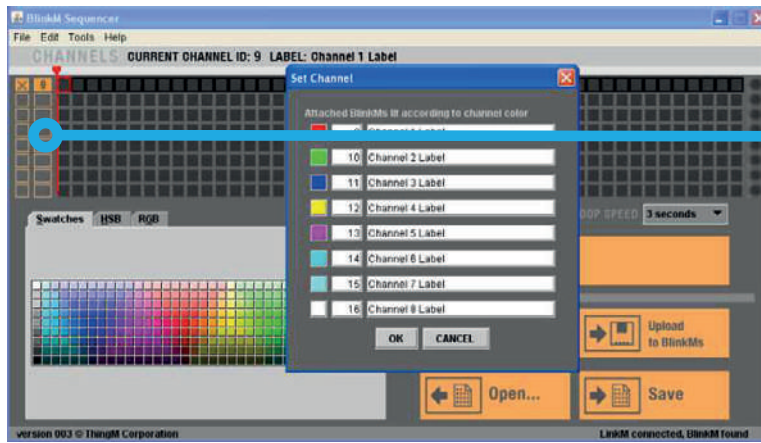 BlinkM Sequencer
File Edit Tools Help
CHANNELS CURRENT CHANNEL ID: 9 LABEL: Channel 1 Label
Set Channel
9
Attached BlinkMs lit according to channel color
10 Channel 2 Label
11 Channel 3 Label
12 Channel 4 Label
13 Channel 5 Label
14 Channel 6 Label
15 Channel 7 Label
16 Channel 8 Label
OK CANCEL
Swatches HSB RGB
SPEED 3 seconds
Upload
to BlinkMs
Open...
Save
version 003 © ThingM Corporation
LinkM connected, BlinkM found